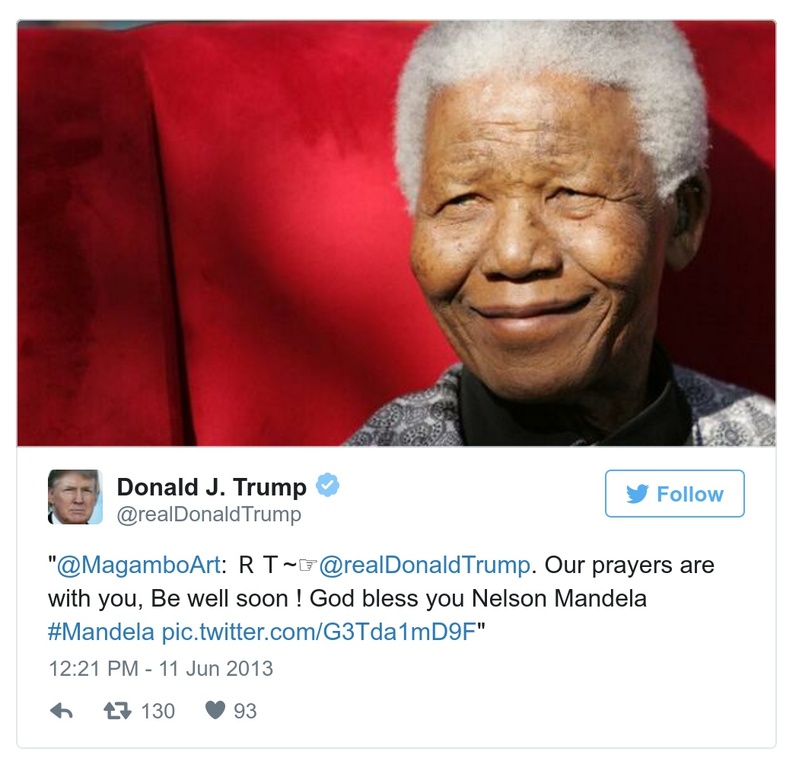 Donald J. Trump
@realDonaldTrump
Follow
"@MagamboArt: R T~☞@realDonaldTrump. Our prayers are
with you, Be well soon ! God bless you Nelson Mandela
#Mandela pic.twitter.com/G3Tda1mD9F"
12:21 PM - 11 Jun 2013
130 93